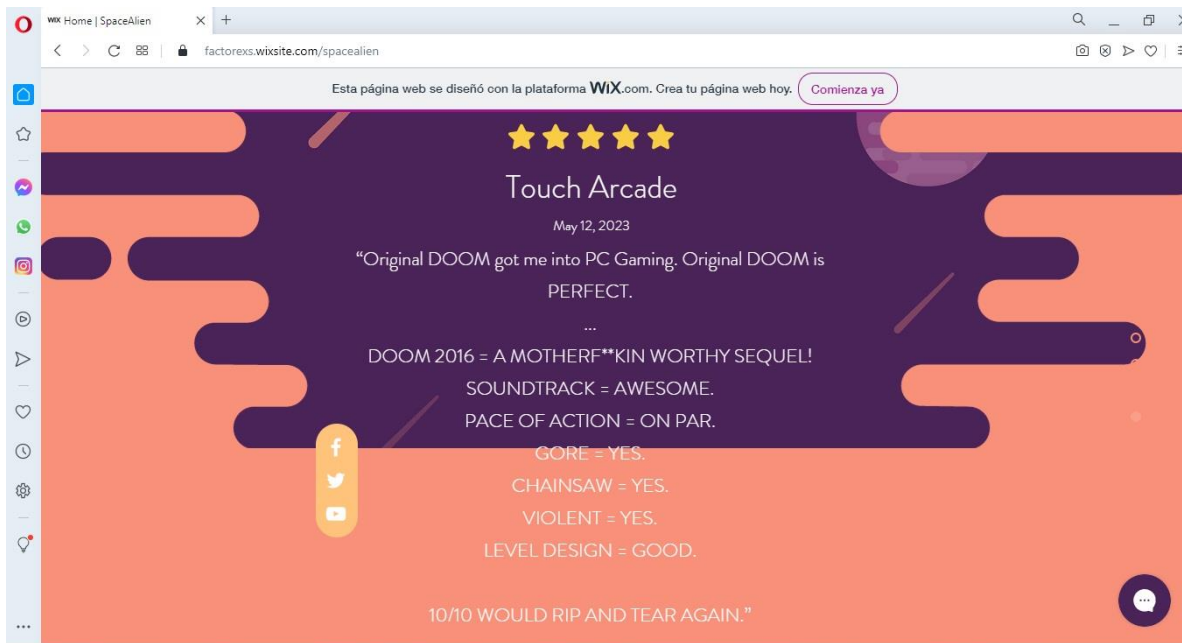 WIX Home | SpaceAlien
factorexs.wixsite.com/spacealien
Esta página web se diseñó con la plataforma WiX.com. Crea tu página web hoy. Comienza ya
Touch Arcade
May 12, 2023
“Original DOOM got me into PC Gaming. Original DOOM is
PERFECT.
...
DOOM 2016 = A MOTHERF**KIN WORTHY SEQUEL!
SOUNDTRACK = AWESOME.
PACE OF ACTION = ON PAR.
GORE = YES.
CHAINSAW = YES.
VIOLENT = YES.
LEVEL DESIGN = GOOD.
10/10 WOULD RIP AND TEAR AGAIN.”